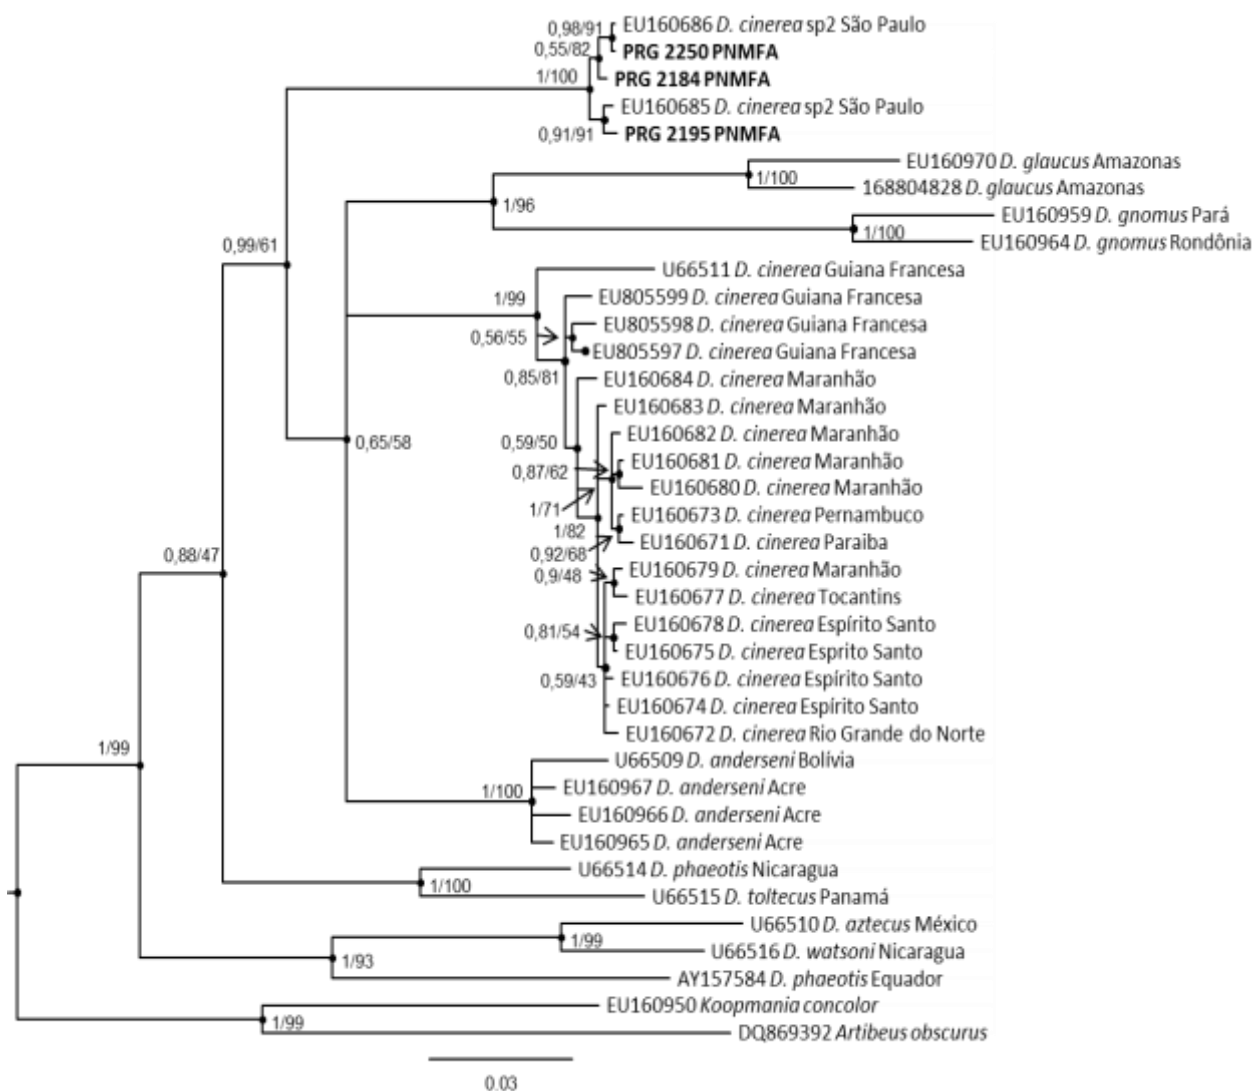 0,98/91
EU160686 D. cinerea sp2 São Paulo
0,55/82
PRG 2250 PNMFA
1/100
PRG 2184 PNMFA
EU160685 D. cinerea sp2 São Paulo
0,91/91
PRG 2195 PNMFA
EU160970 D. glaucus Amazonas
1/100
168804828 D. glaucus Amazonas
1/96
EU160959 D. gnomus Pará
1/100
0,99/61
EU160964 D. gnomus Rondônia
U66511 D. cinerea Guiana Francesa
1/99
EU805599 D. cinerea Guiana Francesa
EU805598 D. cinerea Guiana Francesa
0,56/55
EU805597 D. cinerea Guiana Francesa
0,85/81
EU160684 D. cinerea Maranhão
EU160683 D. cinerea Maranhão
EU160682 D. cinerea Maranhão
0,65/58
0,59/50
EU160681 D. cinerea Maranhão
0,87/62
EU160680 D. cinerea Maranhão
1/71
EU160673 D. cinerea Pernambuco
1/82
EU160671 D. cinerea Paraiba
0,88/47
0,92/68
EU160679 D. cinerea Maranhão
0,9/48
EU160677 D. cinerea Tocantins
EU160678 D. cinerea Espírito Santo
0,81/54
EU160675 D. cinerea Esprito Santo
EU160676 D. cinerea Espírito Santo
0,59/43
EU160674 D. cinerea Espírito Santo
EU160672 D. cinerea Rio Grande do Norte
1/99
U66509 D. anderseni Bolívia
EU160967 D. anderseni Acre
1/100
EU160966 D. anderseni Acre
EU160965 D. anderseni Acre
U66514 D. phaeotis Nicaragua
1/100
U66515 D. toltecus Panamá
U66510 D. aztecus México
1/99
U66516 D. watsoni Nicaragua
1/93
AY157584 D. phaeotis Equador
EU160950 Koopmania concolor
1/99
DQ869392 Artibeus obscurus
0.03